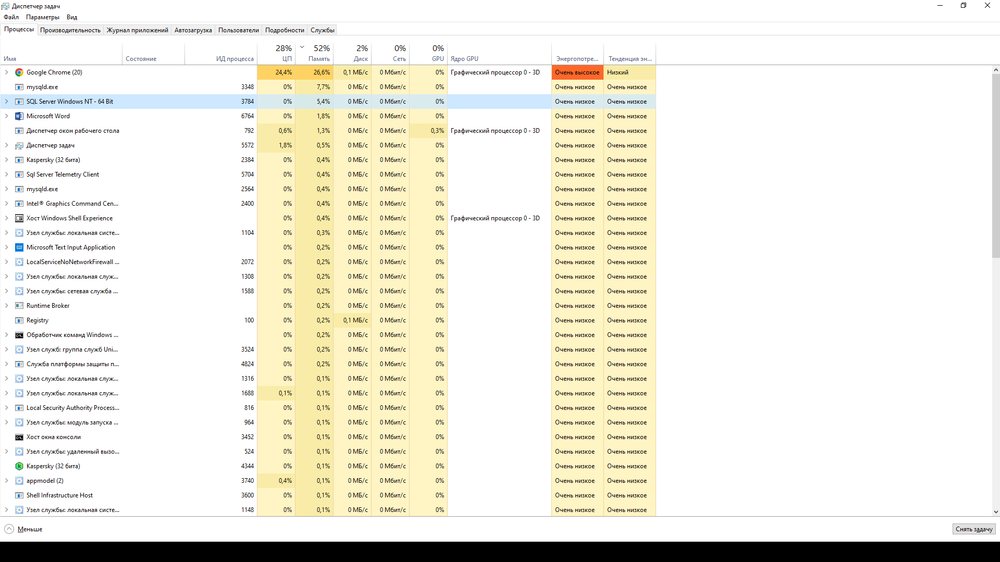 Диспетчер задач
Файл Параметры Вид
Процессы Производительность Журнал приложений Автозагрузка Пользователи Подробности Службы
28% 52% 2% 0% 0%
Имя Состояние ИД процесса ЦП Память Диск Сеть GPU Ядро GPU Энергопотре... Тенденция эн...
Google Chrome (20) 24,4% 26,6% 0,1 МБ/с 0 Мбит/с 0% Графический процессор 0 - 3D Очень высокое Низкий
mysqld.exe 3348 0% 7,7% 0 МБ/с 0 Мбит/с 0% Очень низкое Очень низкое
SQL Server Windows NT - 64 Bit 3784 0% 5,4% 0 МБ/с 0 Мбит/с 0% Очень низкое Очень низкое
Microsoft Word 6764 0% 1,8% 0 МБ/с 0 Мбит/с 0% Очень низкое Очень низкое
Диспетчер окон рабочего стола 792 0,6% 1,3% 0 МБ/с 0 Мбит/с 0,3% Графический процессор 0 - 3D Очень низкое Очень низкое
Диспетчер задач 5572 1,8% 0,5% 0 МБ/с 0 Мбит/с 0% Очень низкое Очень низкое
Kaspersky (32 бита) 2384 0% 0,4% 0 МБ/с 0 Мбит/с 0% Очень низкое Очень низкое
Sql Server Telemetry Client 5704 0% 0,4% 0 МБ/с 0 Мбит/с 0% Очень низкое Очень низкое
mysqld.exe 2564 0% 0,4% 0 МБ/с 0 Мбит/с 0% Очень низкое Очень низкое
Intel® Graphics Command Cen... 2400 0% 0,4% 0 МБ/с 0 Мбит/с 0% Очень низкое Очень низкое
Хост Windows Shell Experience 0% 0,4% 0 МБ/с 0 Мбит/с 0% Графический процессор 0 - 3D Очень низкое Очень низкое
Узел службы: локальная систе... 1104 0% 0,3% 0 МБ/с 0 Мбит/с 0% Очень низкое Очень низкое
Microsoft Text Input Application 0% 0,2% 0 МБ/с 0 Мбит/с 0% Очень низкое Очень низкое
LocalServiceNoNetworkFirewall ... 2072 0% 0,2% 0 МБ/с 0 Мбит/с 0% Очень низкое Очень низкое
Узел службы: локальная служ... 1308 0% 0,2% 0 МБ/с 0 Мбит/с 0% Очень низкое Очень низкое
Узел службы: сетевая служба ... 1588 0% 0,2% 0 МБ/с 0 Мбит/с 0% Очень низкое Очень низкое
Runtime Broker 0% 0,2% 0 МБ/с 0 Мбит/с 0% Очень низкое Очень низкое
Registry 100 0% 0,2% 0,1 МБ/с 0 Мбит/с 0% Очень низкое Очень низкое
Обработчик команд Windows ... 0% 0,2% 0 МБ/с 0 Мбит/с 0% Очень низкое Очень низкое
Узел служб: группа служб Uni... 3524 0% 0,2% 0 МБ/с 0 Мбит/с 0% Очень низкое Очень низкое
Служба платформы защиты п... 4824 0% 0,2% 0 МБ/с 0 Мбит/с 0% Очень низкое Очень низкое
Узел службы: локальная служ... 1316 0% 0,1% 0 МБ/с 0 Мбит/с 0% Очень низкое Очень низкое
Узел службы: локальная служ... 1688 0,1% 0,1% 0 МБ/с 0 Мбит/с 0% Очень низкое Очень низкое
Local Security Authority Process... 816 0% 0,1% 0 МБ/с 0 Мбит/с 0% Очень низкое Очень низкое
Узел службы: модуль запуска ... 964 0% 0,1% 0 МБ/с 0 Мбит/с 0% Очень низкое Очень низкое
Хост окна консоли 3452 0% 0,1% 0 МБ/с 0 Мбит/с 0% Очень низкое Очень низкое
Узел службы: удаленный вызо... 524 0% 0,1% 0 МБ/с 0 Мбит/с 0% Очень низкое Очень низкое
Kaspersky (32 бита) 4344 0% 0,1% 0 МБ/с 0 Мбит/с 0% Очень низкое Очень низкое
appmodel (2) 3740 0,4% 0,1% 0 МБ/с 0 Мбит/с 0% Очень низкое Очень низкое
Shell Infrastructure Host 3600 0% 0,1% 0 МБ/с 0 Мбит/с 0% Очень низкое Очень низкое
Узел службы: локальная систе... 1148 0% 0,1% 0 МБ/с 0 Мбит/с 0% Очень низкое Очень низкое
Меньше Снять задачу